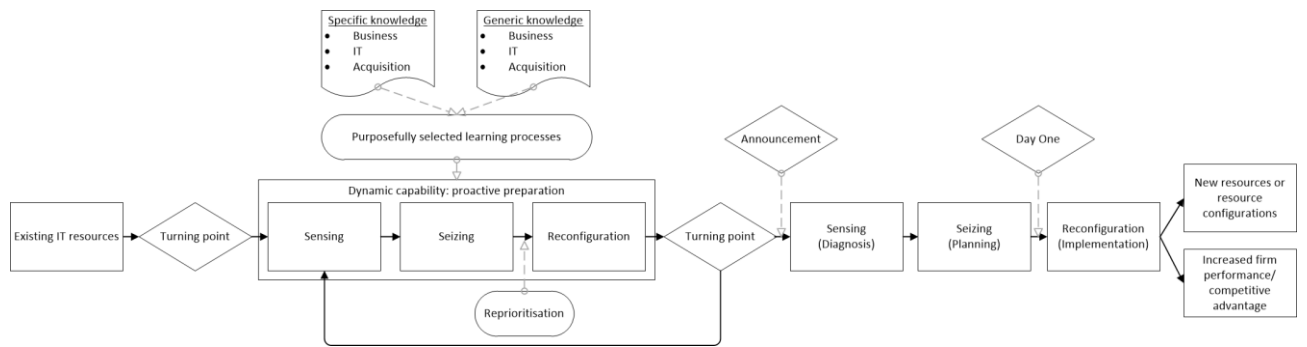 Specific knowledge
• Business
• IT
• Acquisition
Generic knowledge
• Business
• IT
• Acquisition
Purposefully selected learning processes
Announcement
Day One
Dynamic capability: proactive preparation
Existing IT resources
Turning point
Sensing
Seizing
Reconfiguration
Turning point
Sensing
(Diagnosis)
Seizing
(Planning)
Reconfiguration
(Implementation)
New resources or
resource
configurations
Increased firm
performance/
competitive
advantage
Reprioritisation